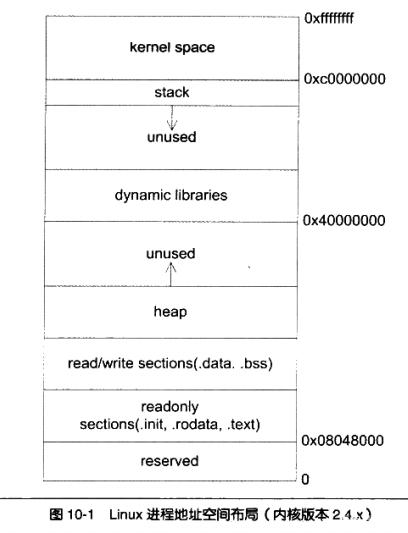 0xffffffff
kernel space
0xc0000000
stack
unused
dynamic libraries
0x40000000
unused
heap
read/write sections(.data. .bss)
readonly
sections(.init, .rodata, .text)
0x08048000
reserved
0
图 10-1 Linux 进程地址空间布局（内核版本 2.4.x）